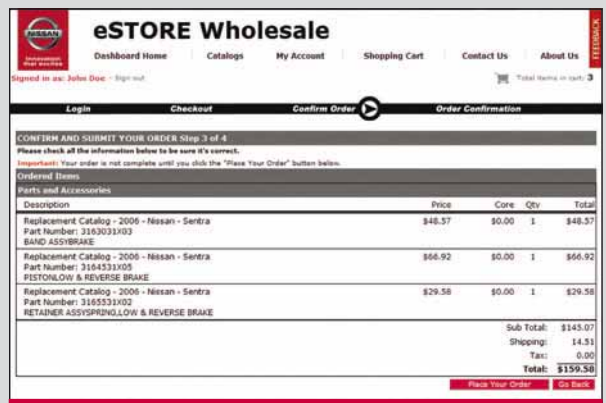 NISSAN
Innovation
that excites
eSTORE Wholesale
FEEDBACK
Dashboard Home Catalogs My Account Shopping Cart Contact Us About Us
Signed in as: John Doe - Sign out
Total items in cart: 3
Login Checkout Confirm Order Order Confirmation
CONFIRM AND SUBMIT YOUR ORDER Step 3 of 4
Please check all the information below to be sure it's correct.
Important: Your order is not complete until you click the "Place Your Order" button below.
Ordered Items
Parts and Accessories
Description Price Core Qty Total
Replacement Catalog - 2006 - Nissan - Sentra $48.57 $0.00 1 $48.57
Part Number: 3163031X03
BAND ASSYBRAKE
Replacement Catalog - 2006 - Nissan - Sentra $66.92 $0.00 1 $66.92
Part Number: 3164531X05
PISTONLOW & REVERSE BRAKE
Replacement Catalog - 2006 - Nissan - Sentra $29.58 $0.00 1 $29.58
Part Number: 3165531X02
RETAINER ASSYSPRING,LOW & REVERSE BRAKE
Sub Total: $145.07
Shipping: 14.51
Tax: 0.00
Total: $159.58
Place Your Order Go Back